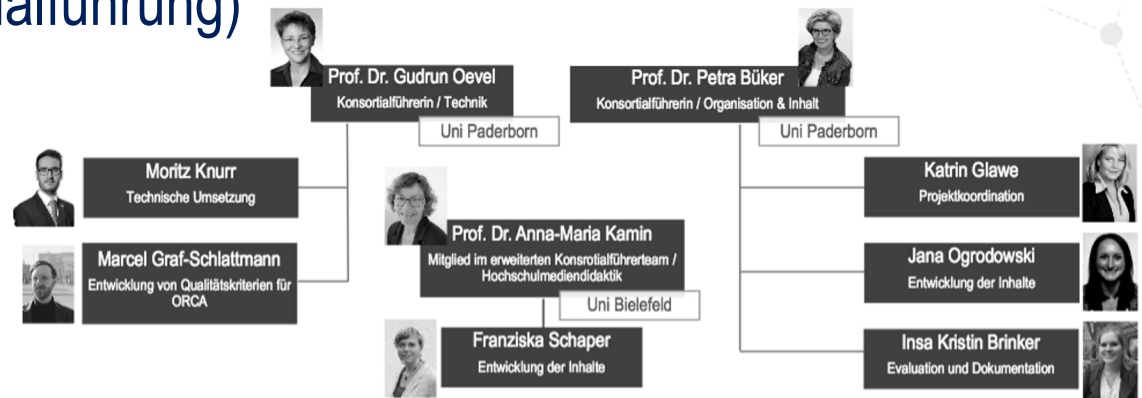 alführung)
Prof. Dr. Gudrun Oevel
Konsortialführerin / Technik
Uni Paderborn
Prof. Dr. Petra Büker
Konsortialführerin / Organisation & Inhalt
Uni Paderborn
Moritz Knurr
Technische Umsetzung
Marcel Graf-Schlattmann
Entwicklung von Qualitätskriterien für
ORCA
Prof. Dr. Anna-Maria Kamin
Mitglied im erweiterten Konsrotialführerteam /
Hochschulmediendidaktik
Uni Bielefeld
Franziska Schaper
Entwicklung der Inhalte
Katrin Glawe
Projektkoordination
Jana Ogrodowski
Entwicklung der Inhalte
Insa Kristin Brinker
Evaluation und Dokumentation